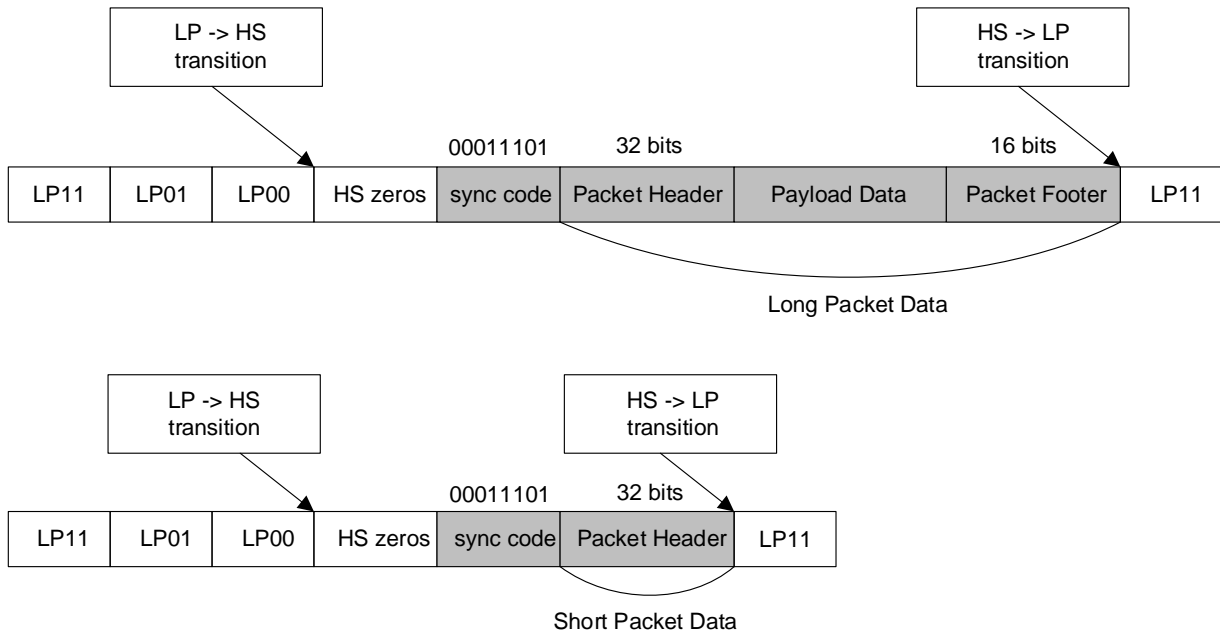 LP -> HS
transition
HS -> LP
transition
00011101 32 bits 16 bits
LP11 LP01 LP00 HS zeros sync code Packet Header Payload Data Packet Footer LP11
Long Packet Data
LP -> HS
transition
HS -> LP
transition
00011101 32 bits
LP11 LP01 LP00 HS zeros sync code Packet Header LP11
Short Packet Data